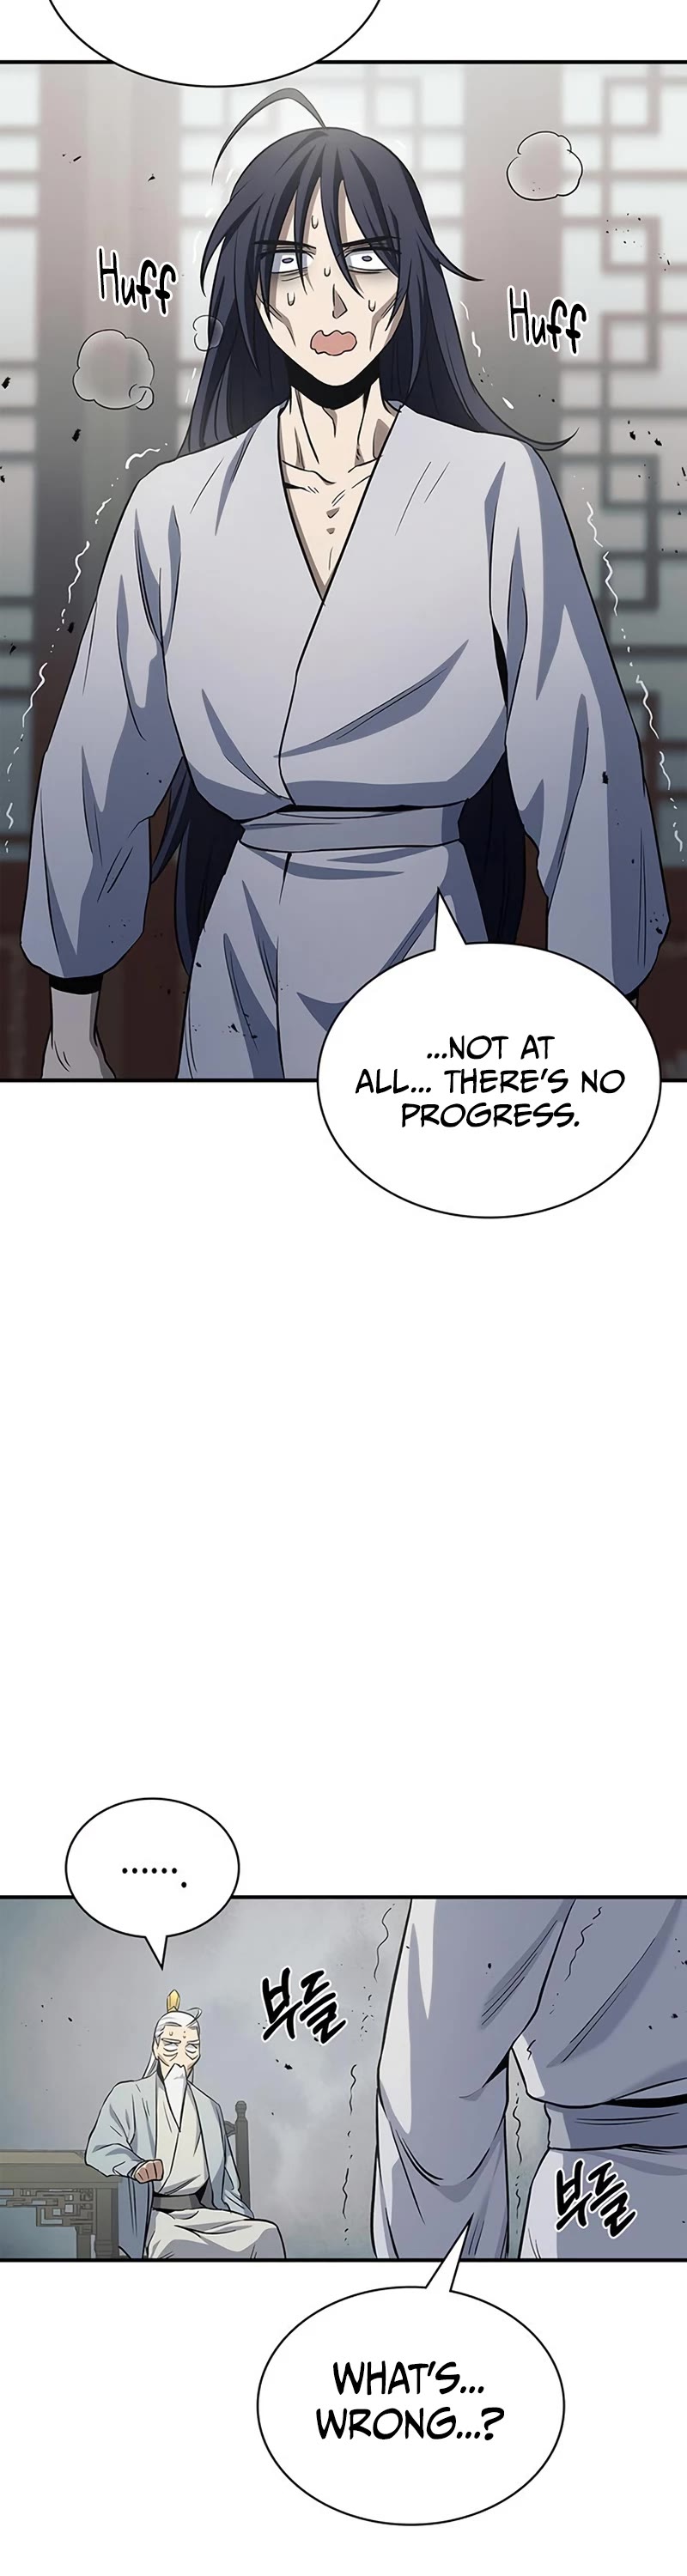 Huff
Huff
...NOT AT
ALL... THERE'S NO
PROGRESS.
.......
부들
부들
WHAT'S...
WRONG...?